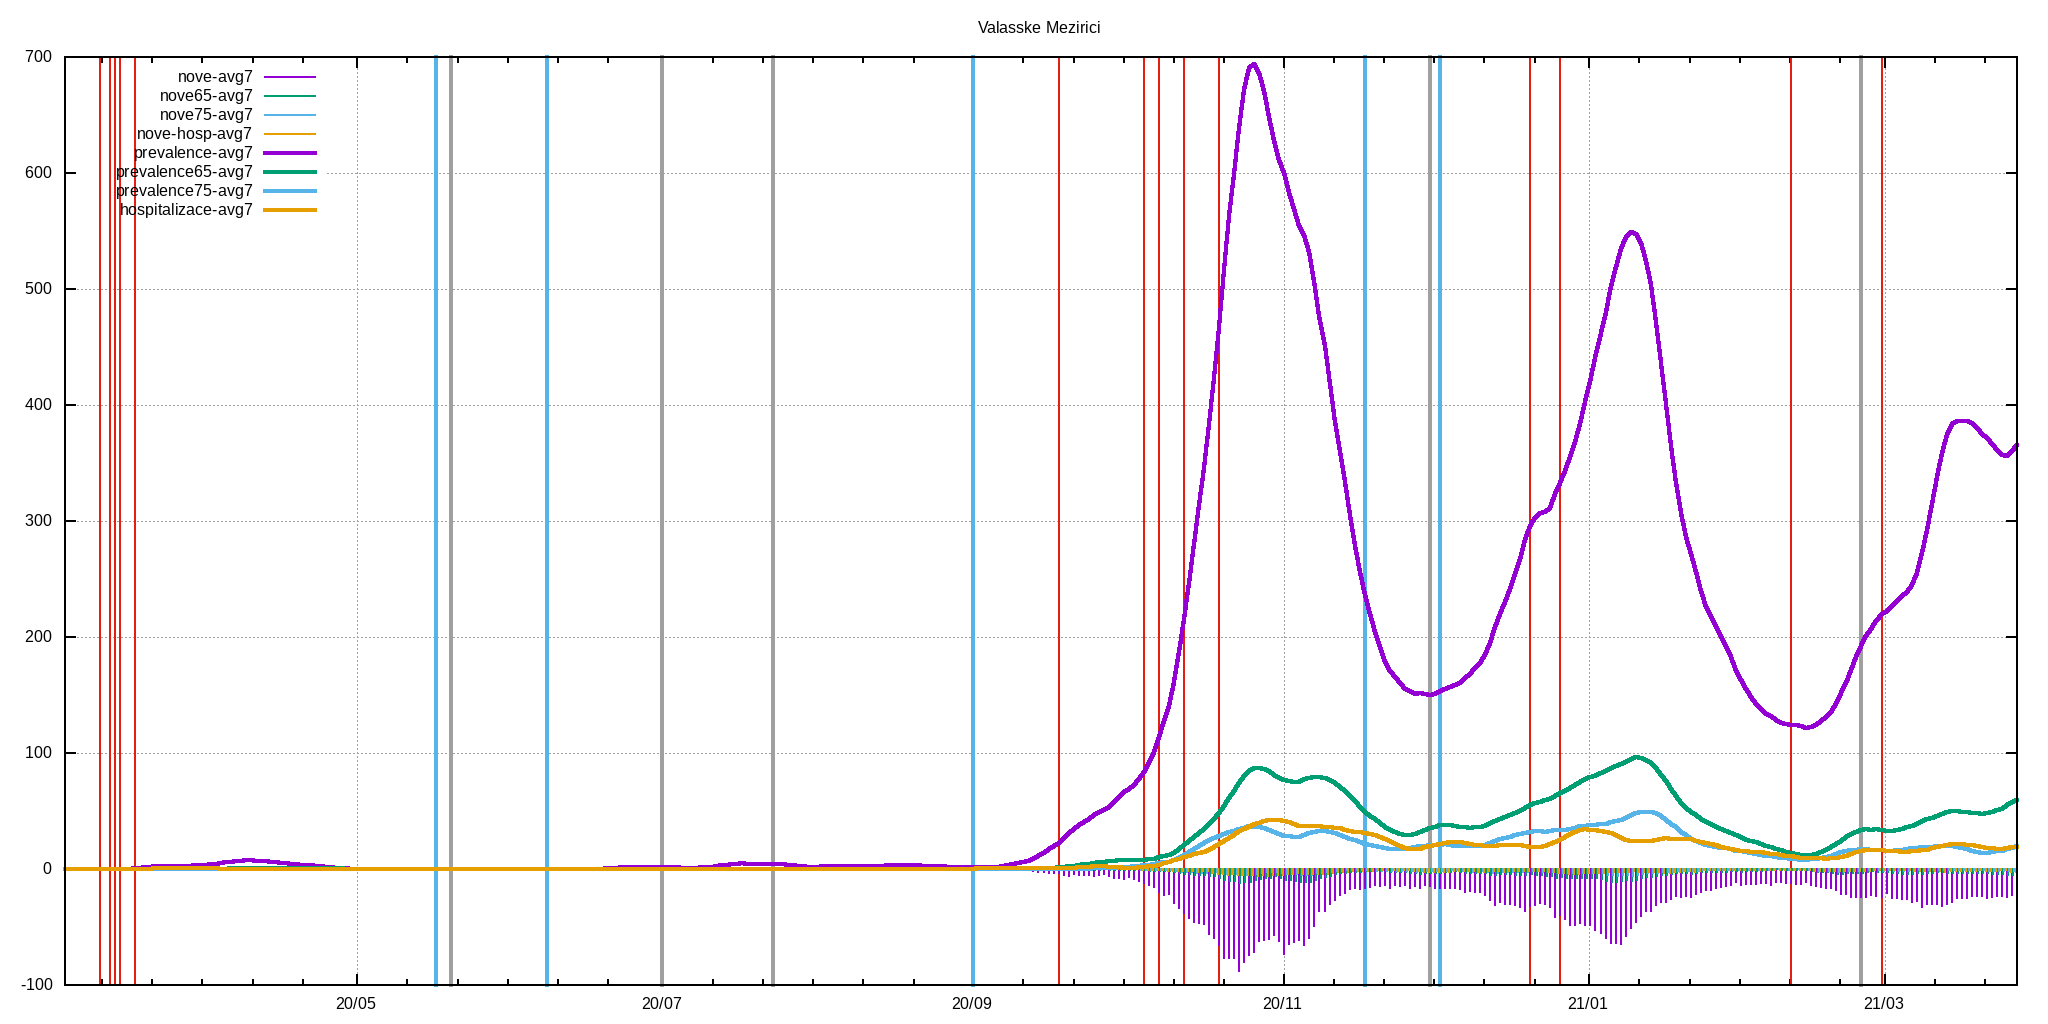 Valasske Mezirici
700
600
500
400
300
200
100
0
-100
nove-avg7
nove65-avg7
nove75-avg7
nove-hosp-avg7
prevalence-avg7
prevalence65-avg7
prevalence75-avg7
hospitalizace-avg7
20/05 20/07 20/09 20/11 21/01 21/03